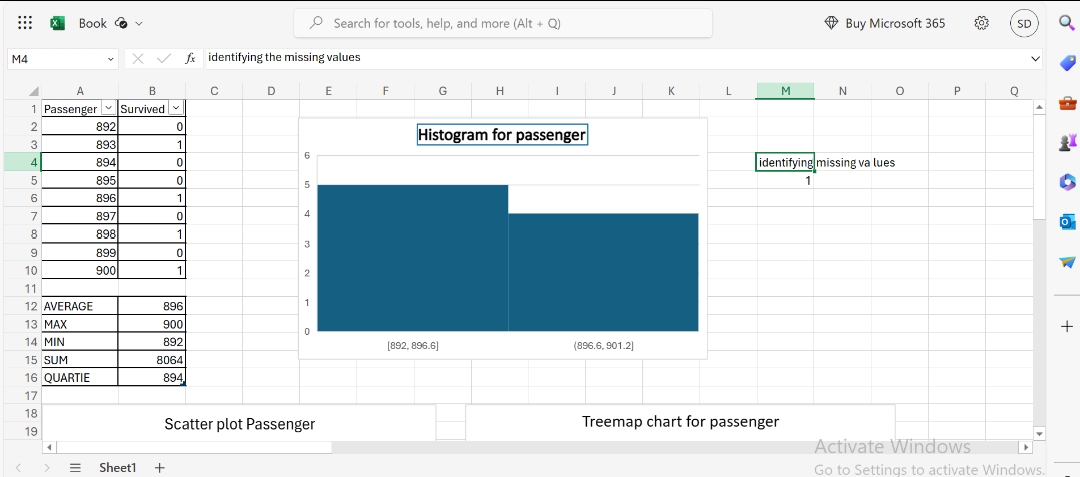 Book
Search for tools, help, and more (Alt + Q)
Buy Microsoft 365
SD
M4
fx identifying the missing values
A B C D E F G H I J K L M N O P Q
1 Passenger Survived
2 892 0
3 893 1
4 894 0
5 895 0
6 896 1
7 897 0
8 898 1
9 899 0
10 900 1
11
12 AVERAGE 896
13 MAX 900
14 MIN 892
15 SUM 8064
16 QUARTIE 894
17
18
19
Histogram for passenger
6
5
4
3
2
1
0
[892, 896.6] (896.6, 901.2]
identifying missing va lues
1
Scatter plot Passenger
Treemap chart for passenger
Activate Windows
Go to Settings to activate Windows.
Sheet1